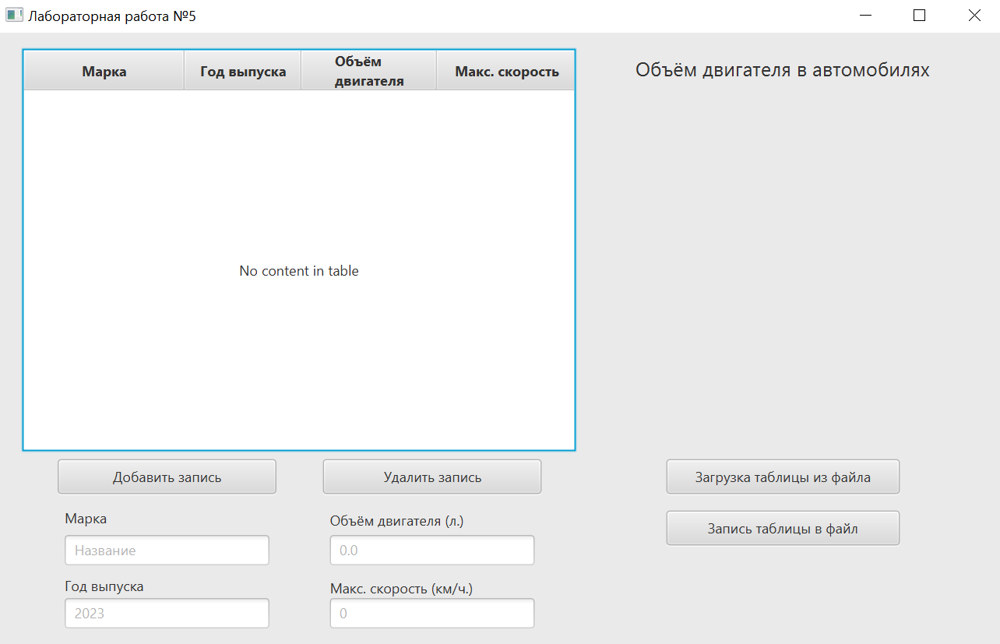 Лабораторная работа №5
Марка
Год выпуска
Объём
двигателя
Макс. скорость
No content in table
Объём двигателя в автомобилях
Добавить запись
Удалить запись
Загрузка таблицы из файла
Запись таблицы в файл
Марка
Название
Объём двигателя (л.)
0.0
Год выпуска
2023
Макс. скорость (км/ч.)
0